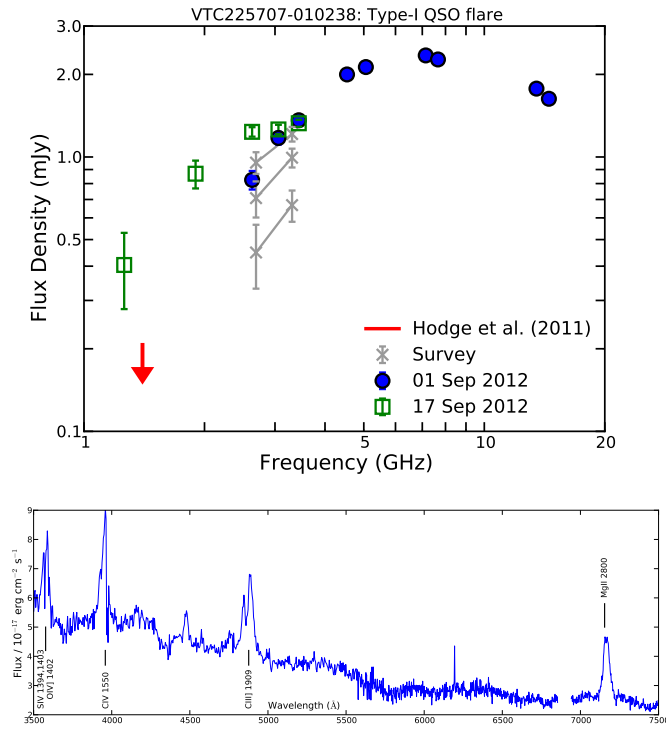 VTC225707-010238: Type-I QSO flare
3.0
2.0
1.0
0.5
0.1
Flux Density (mJy)
Hodge et al. (2011)
Survey
01 Sep 2012
17 Sep 2012
1 5 10 20
Frequency (GHz)
9
8
7
6
5
4
3
2
Flux / 10⁻¹⁷ erg cm⁻² s⁻¹
SiV 1394,1403
OIV] 1402
CIV 1550
CIII] 1909
MgII 2800
Wavelength (Å)
3500 4000 4500 5000 5500 6000 6500 7000 7500